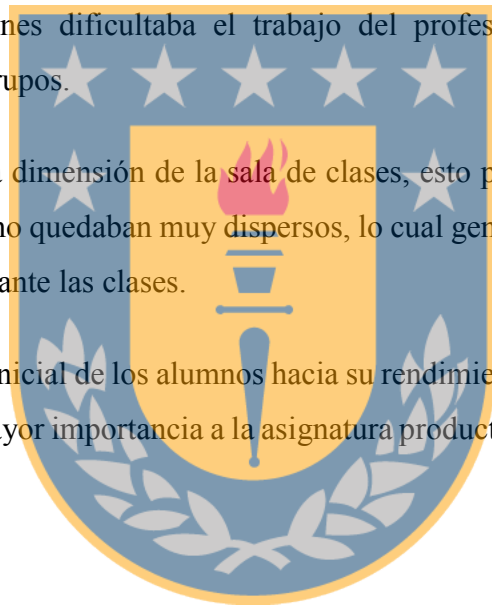 nes dificultaba el trabajo del profes
rupos.
dimensión de la sala de clases, esto p
no quedaban muy dispersos, lo cual gen
ante las clases.
nicial de los alumnos hacia su rendimie
yor importancia a la asignatura product